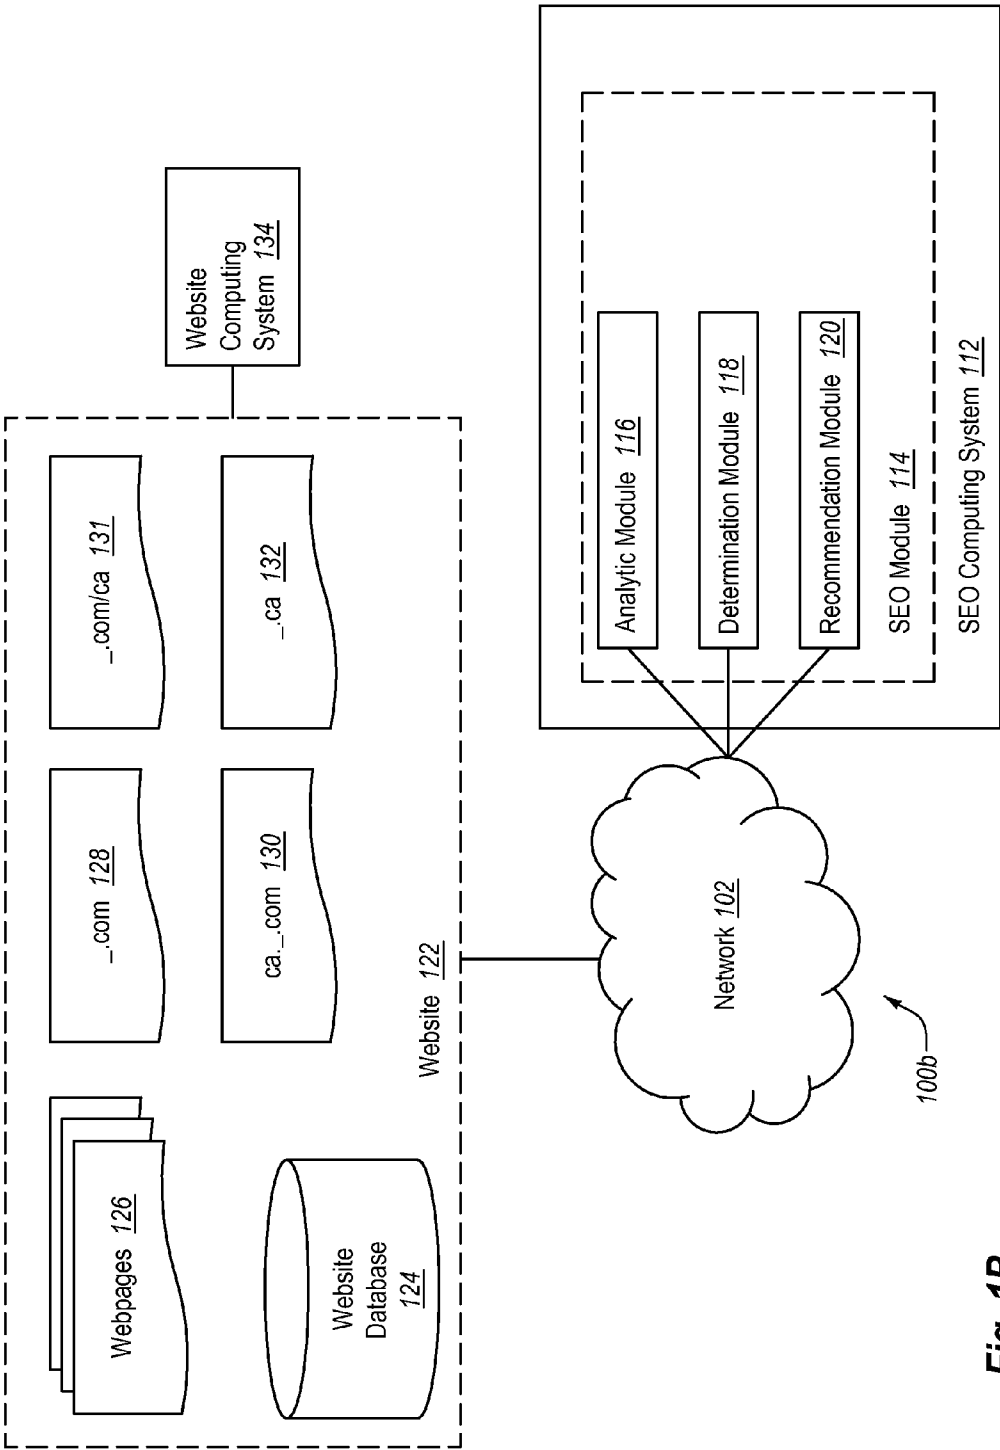 Webpages 126
_.com 128
_.com/ca 131
Website
Database
124
ca._.com 130
_.ca 132
Website 122
Website
Computing
System 134
Network 102
100b
Analytic Module 116
Determination Module 118
Recommendation Module 120
SEO Module 114
SEO Computing System 112
Fig. 1B